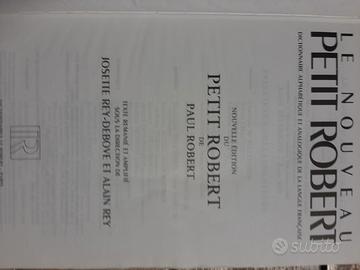 LE NOUVEAU
PETIT ROBERT
DICTIONNAIRE ALPHABÉTIQUE ET ANALOGIQUE DE LA LANGUE FRANÇAISE
NOUVELLE ÉDITION
DU
PETIT ROBERT
DE
PAUL ROBERT
TEXTE REMANIÉ ET AMPLIFIÉ
SOUS LA DIRECTION DE
JOSETTE REY-DEBOVE ET ALAIN REY
subito